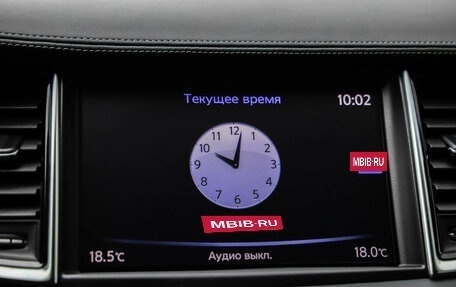 Текущее время
10:02
12
11 1
10 2
9 3
8 4
7 5
6
MBIB.RU
MBIB.RU
18.5°C
Аудио выкл.
18.0°C